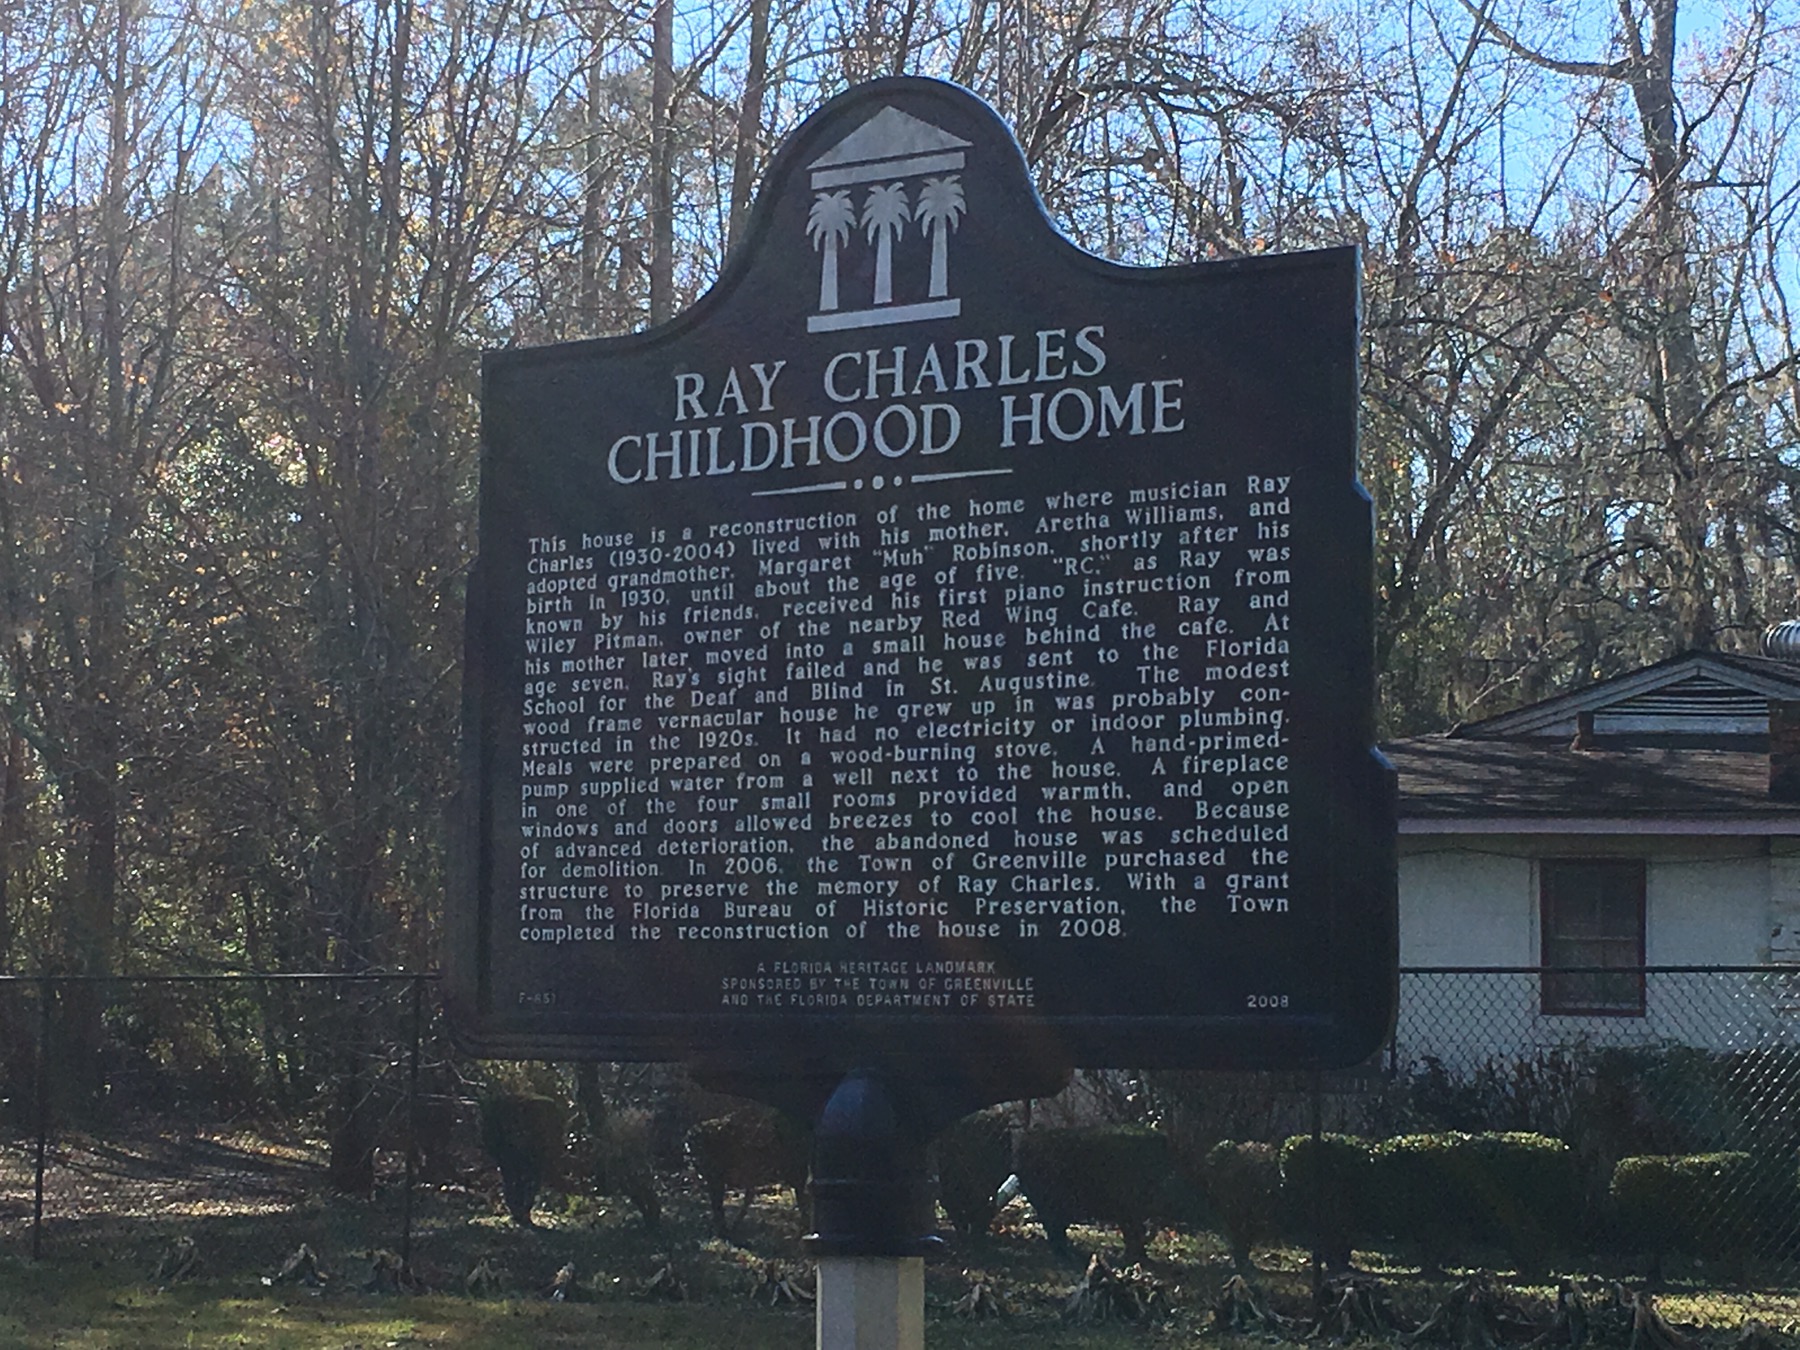 RAY CHARLES
CHILDHOOD HOME
This house is a reconstruction of the home where musician Ray
Charles (1930-2004) lived with his mother, Aretha Williams, and
adopted grandmother, Margaret "Muh" Robinson, shortly after his
birth in 1930, until about the age of five. "RC," as Ray was
known by his friends, received his first piano instruction from
Wiley Pitman, owner of the nearby Red Wing Cafe. Ray and
his mother later moved into a small house behind the cafe. At
age seven, Ray's sight failed and he was sent to the Florida
School for the Deaf and Blind in St. Augustine. The modest
wood frame vernacular house he grew up in was probably con-
structed in the 1920s. It had no electricity or indoor plumbing.
Meals were prepared on a wood-burning stove. A hand-primed-
pump supplied water from a well next to the house. A fireplace
in one of the four small rooms provided warmth, and open
windows and doors allowed breezes to cool the house. Because
of advanced deterioration, the abandoned house was scheduled
for demolition. In 2006, the Town of Greenville purchased the
structure to preserve the memory of Ray Charles. With a grant
from the Florida Bureau of Historic Preservation, the Town
completed the reconstruction of the house in 2008.
A FLORIDA HERITAGE LANDMARK
SPONSORED BY THE TOWN OF GREENVILLE
AND THE FLORIDA DEPARTMENT OF STATE
2008